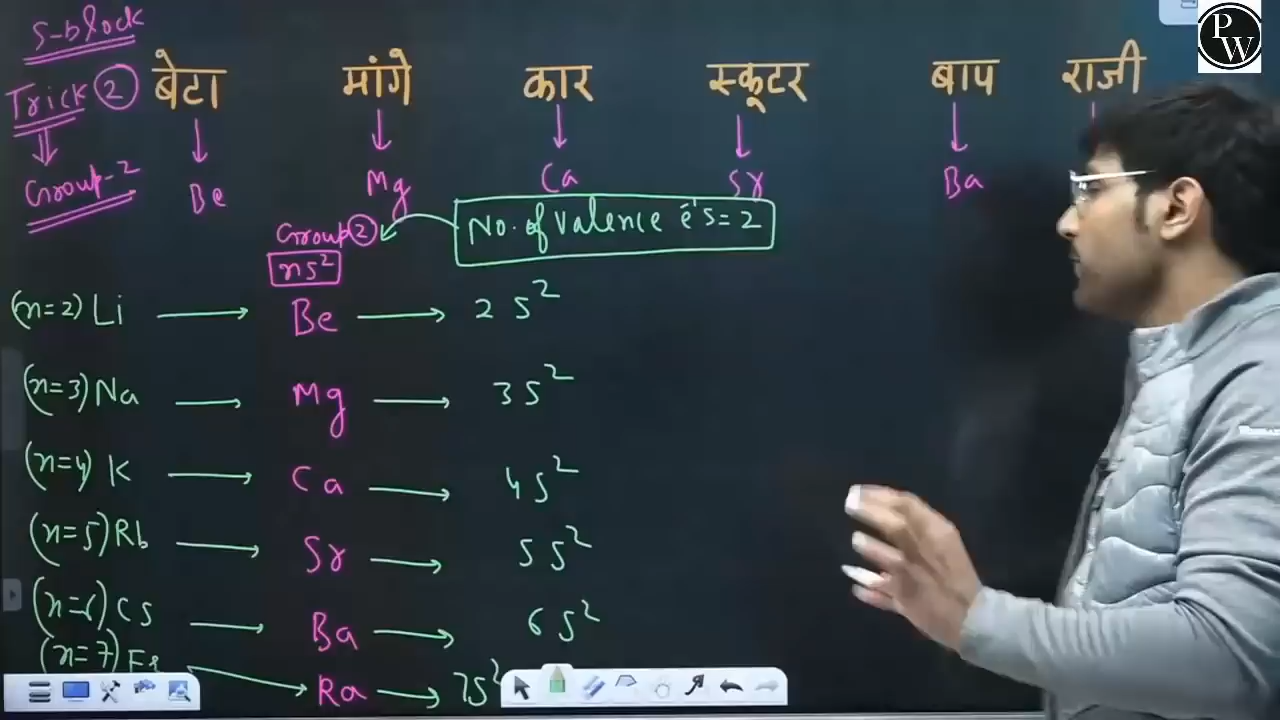 s-block
Trick ②
बेटा मांगे कार स्कूटर बाप राजी
Group-2
Be Mg Ca Sr Ba
Group ②
No. of valence e's = 2
ns²
(n=2) Li Be 2s²
(n=3) Na Mg 3s²
(n=4) K Ca 4s²
(n=5) Rb Sr 5s²
(n=6) Cs Ba 6s²
(n=7) Fr Ra 7s²
PW